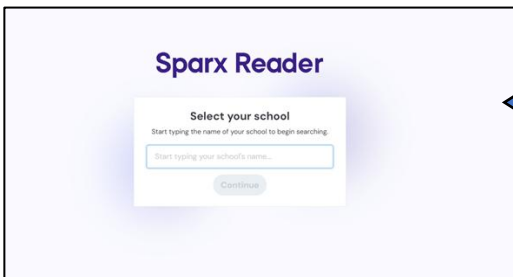 Sparx Reader
Select your school
Start typing the name of your school to begin searching.
Start typing your school's name...
Continue